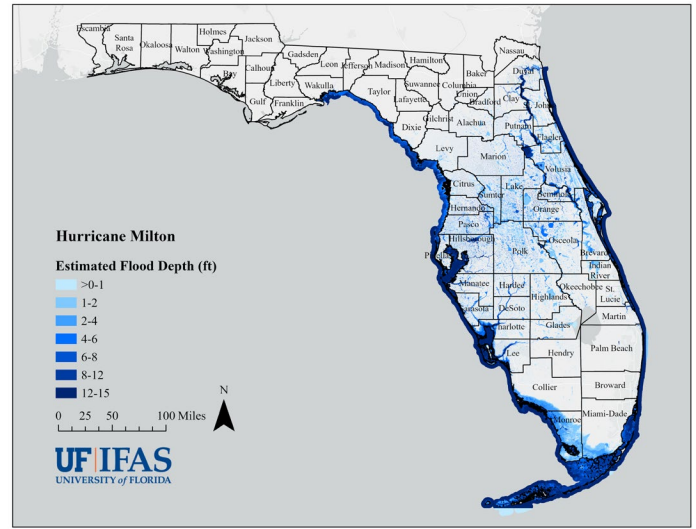 Escambia
Santa
Rosa
Okaloosa
Walton
Holmes
Washington
Jackson
Bay
Calhoun
Gulf
Liberty
Gadsden
Franklin
Leon
Wakulla
Jefferson
Madison
Taylor
Hamilton
Suwannee
Lafayette
Dixie
Columbia
Gilchrist
Baker
Union
Bradford
Alachua
Levy
Nassau
Duval
Clay
St. Johns
Putnam
Flagler
Marion
Volusia
Citrus
Sumter
Lake
Seminole
Hernando
Orange
Pasco
Hillsborough
Polk
Osceola
Brevard
Indian
River
Manatee
Hardee
Highlands
Okeechobee
St.
Lucie
Sarasota
DeSoto
Martin
Charlotte
Glades
Lee
Hendry
Palm Beach
Collier
Broward
Monroe
Miami-Dade
Hurricane Milton
Estimated Flood Depth (ft)
>0-1
1-2
2-4
4-6
6-8
8-12
12-15
N
0 25 50 100 Miles
UF|IFAS
UNIVERSITY of FLORIDA